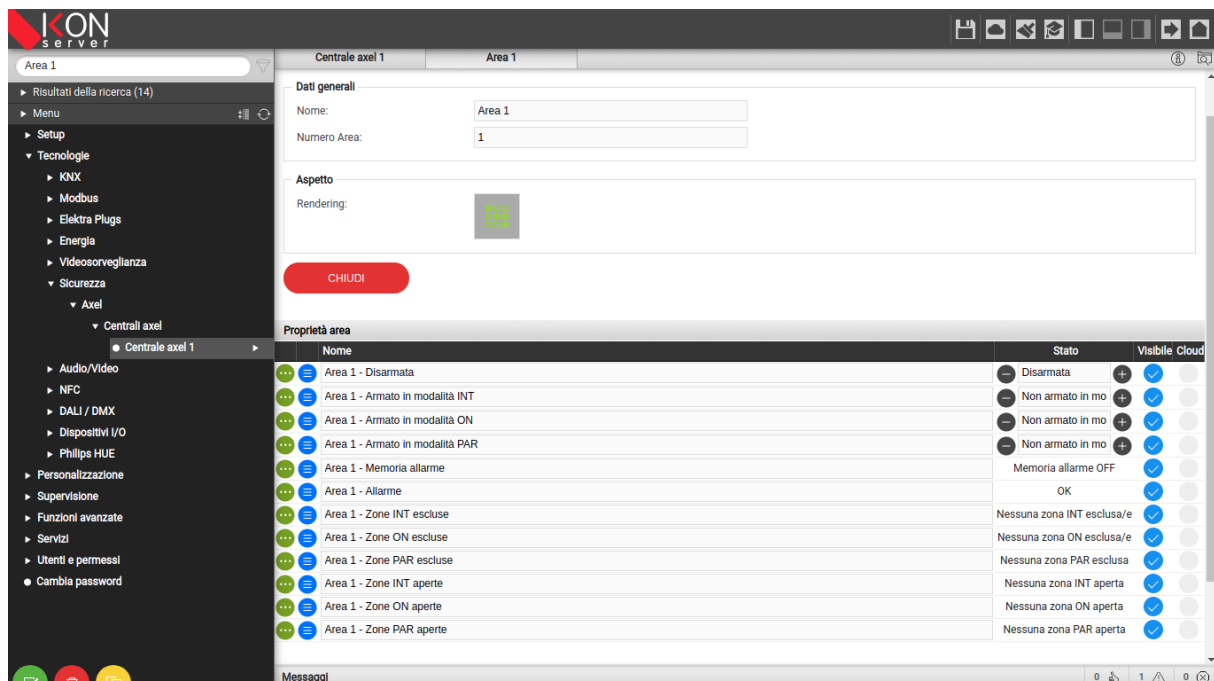 IKON
server
Area 1
Risultati della ricerca (14)
Menu
Setup
Tecnologie
KNX
Modbus
Elektra Plugs
Energia
Videosorveglianza
Sicurezza
Axel
Centrali axel
Centrale axel 1
Audio/Video
NFC
DALI / DMX
Dispositivi I/O
Philips HUE
Personalizzazione
Supervisione
Funzioni avanzate
Servizi
Utenti e permessi
Cambia password
Centrale axel 1 Area 1
Dati generali
Nome: Area 1
Numero Area: 1
Aspetto
Rendering:
CHIUDI
Proprietà area
Nome Stato Visibile Cloud
Area 1 - Disarmata Disarmata
Area 1 - Armato in modalità INT Non armato in mo
Area 1 - Armato in modalità ON Non armato in mo
Area 1 - Armato in modalità PAR Non armato in mo
Area 1 - Memoria allarme Memoria allarme OFF
Area 1 - Allarme OK
Area 1 - Zone INT escluse Nessuna zona INT esclusa/e
Area 1 - Zone ON escluse Nessuna zona ON esclusa/e
Area 1 - Zone PAR escluse Nessuna zona PAR esclusa
Area 1 - Zone INT aperte Nessuna zona INT aperta
Area 1 - Zone ON aperte Nessuna zona ON aperta
Area 1 - Zone PAR aperte Nessuna zona PAR aperta
Messaggi 0 1 0